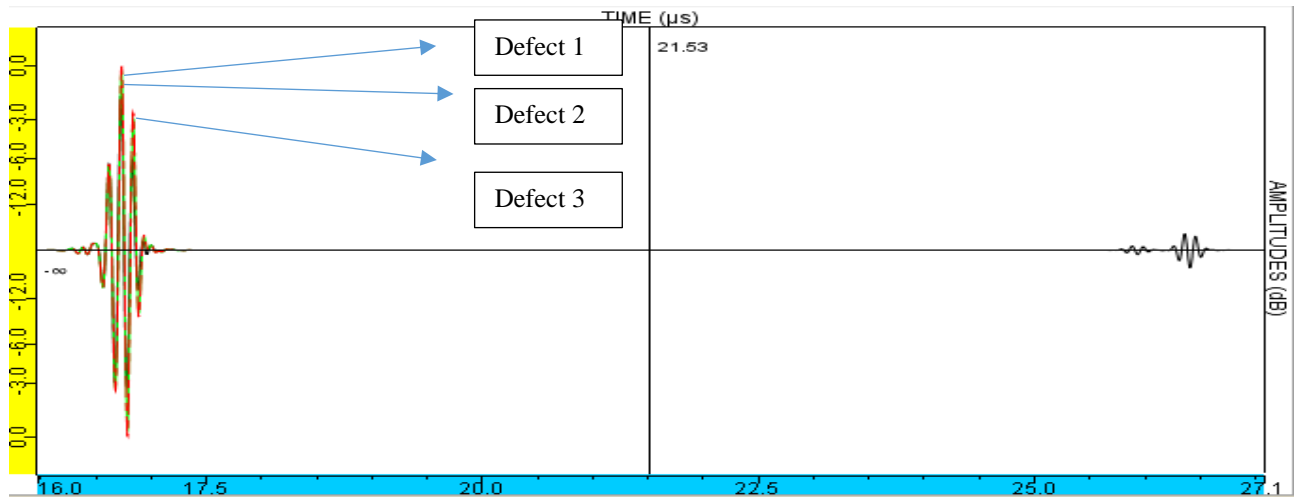 TIME (μs)
21.53
Defect 1
Defect 2
Defect 3
0,0
-3.0
-6.0
-12.0
- ∞
-12.0
-6.0
-3.0
0,0
AMPLITUDES (dB)
16.0 17.5 20.0 22.5 25.0 27.1